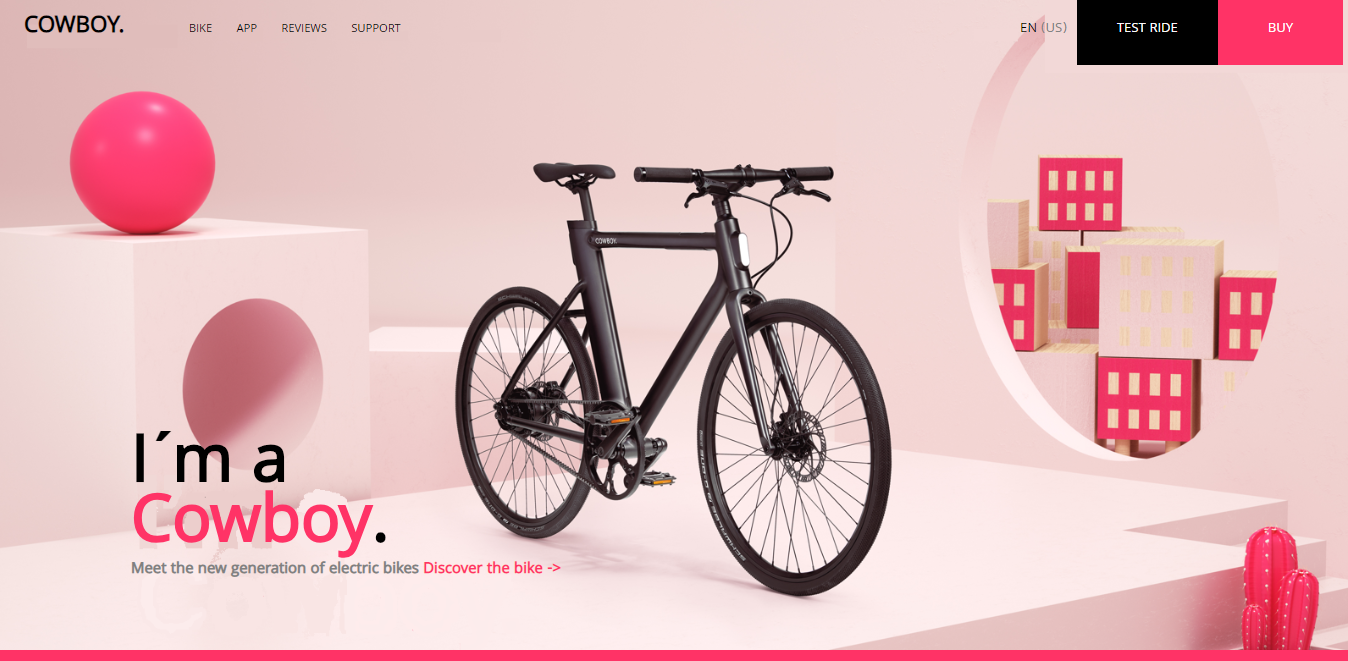 COWBOY.
BIKE APP REVIEWS SUPPORT
EN (US)
TEST RIDE
BUY
COWBOY.
I´m a
Cowboy.
Meet the new generation of electric bikes Discover the bike ->